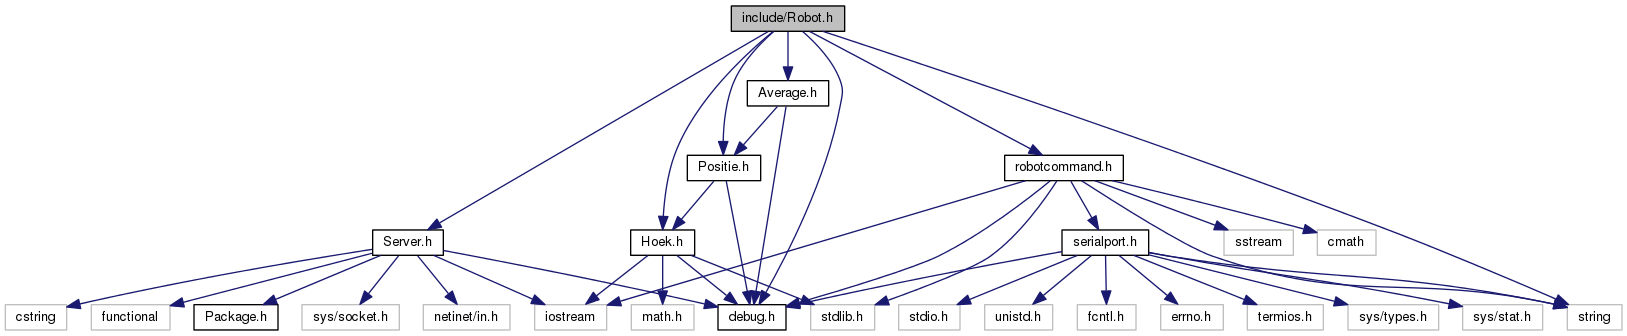 include/Robot.h
Average.h
Positie.h
robotcommand.h
Server.h
Hoek.h
serialport.h
sstream
cmath
cstring
functional
Package.h
sys/socket.h
netinet/in.h
iostream
math.h
debug.h
stdlib.h
stdio.h
unistd.h
fcntl.h
errno.h
termios.h
sys/types.h
sys/stat.h
string